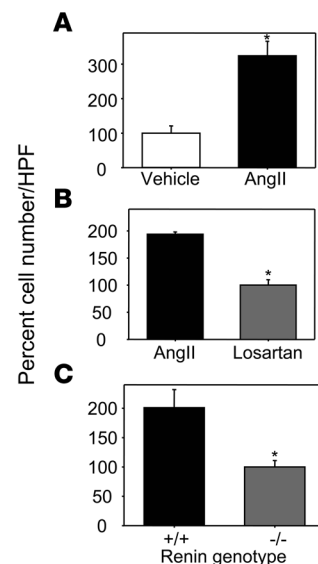 A
*
300
200
100
0
Vehicle AngII
Percent cell number/HPF
B
200
150
100
50
0
*
AngII Losartan
C
200
150
100
50
0
*
+/+ -/-
Renin genotype